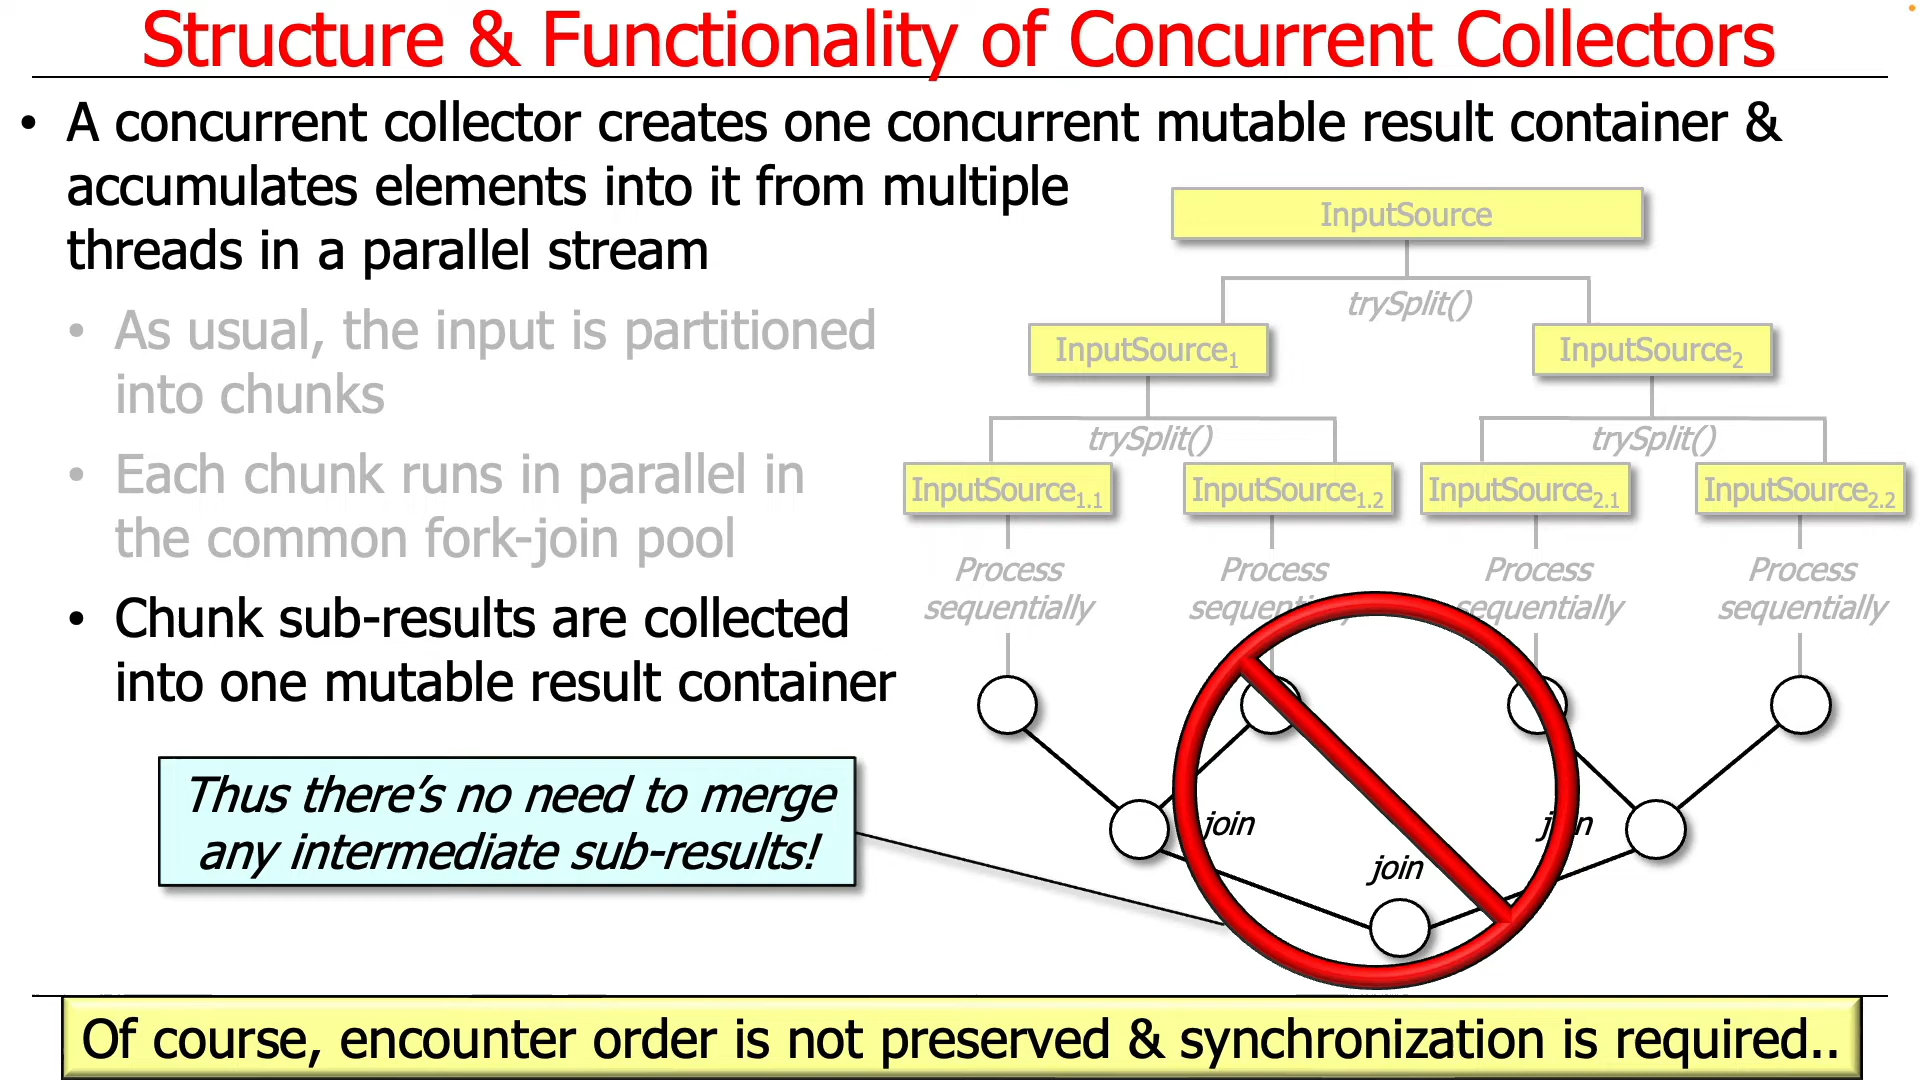 Structure & Functionality of Concurrent Collectors
• A concurrent collector creates one concurrent mutable result container &
accumulates elements into it from multiple
threads in a parallel stream
• As usual, the input is partitioned
into chunks
• Each chunk runs in parallel in
the common fork-join pool
• Chunk sub-results are collected
into one mutable result container
Thus there’s no need to merge
any intermediate sub-results!
InputSource
trySplit()
InputSource1 InputSource2
trySplit() trySplit()
InputSource1.1 InputSource1.2 InputSource2.1 InputSource2.2
Process Process Process Process
sequentially sequentially sequentially sequentially
join join
join
Of course, encounter order is not preserved & synchronization is required..